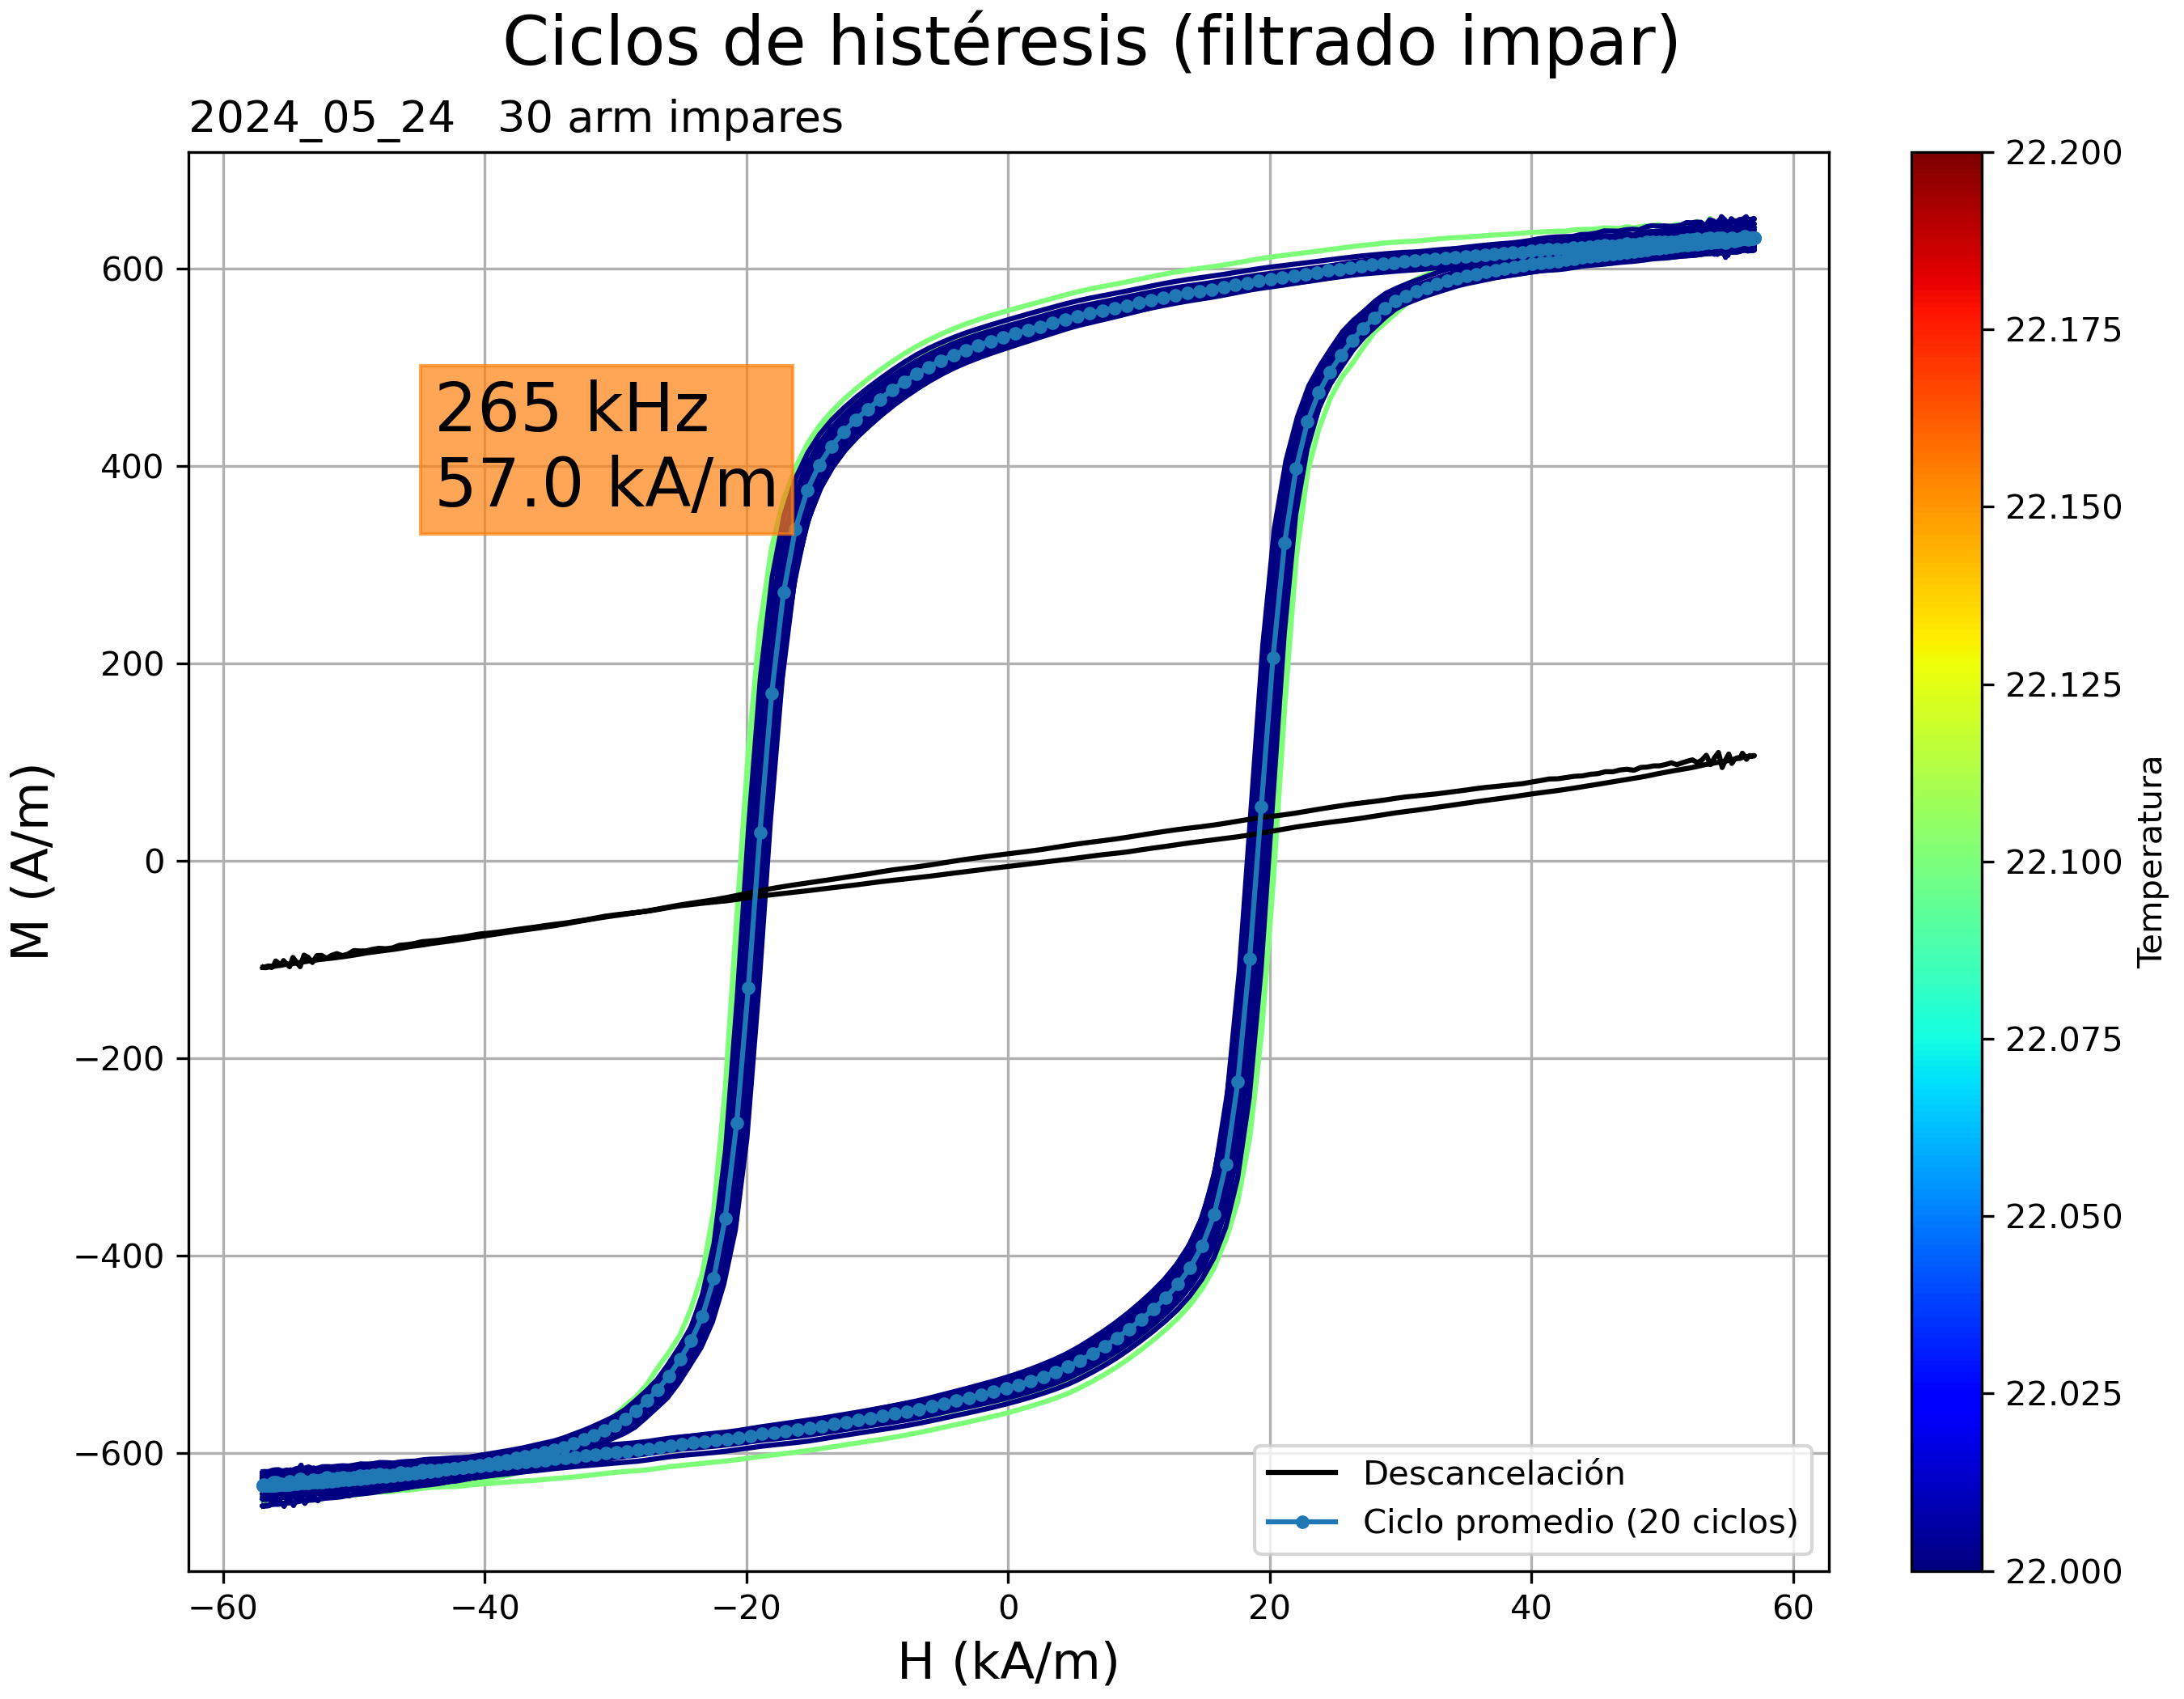 Ciclos de histéresis (filtrado impar)
2024_05_24   30 arm impares
265 kHz
57.0 kA/m
M (A/m)
600
400
200
0
−200
−400
−600
−60
−40
−20
0
20
40
60
H (kA/m)
Descancelación
Ciclo promedio (20 ciclos)
22.200
22.175
22.150
22.125
22.100
22.075
22.050
22.025
22.000
Temperatura